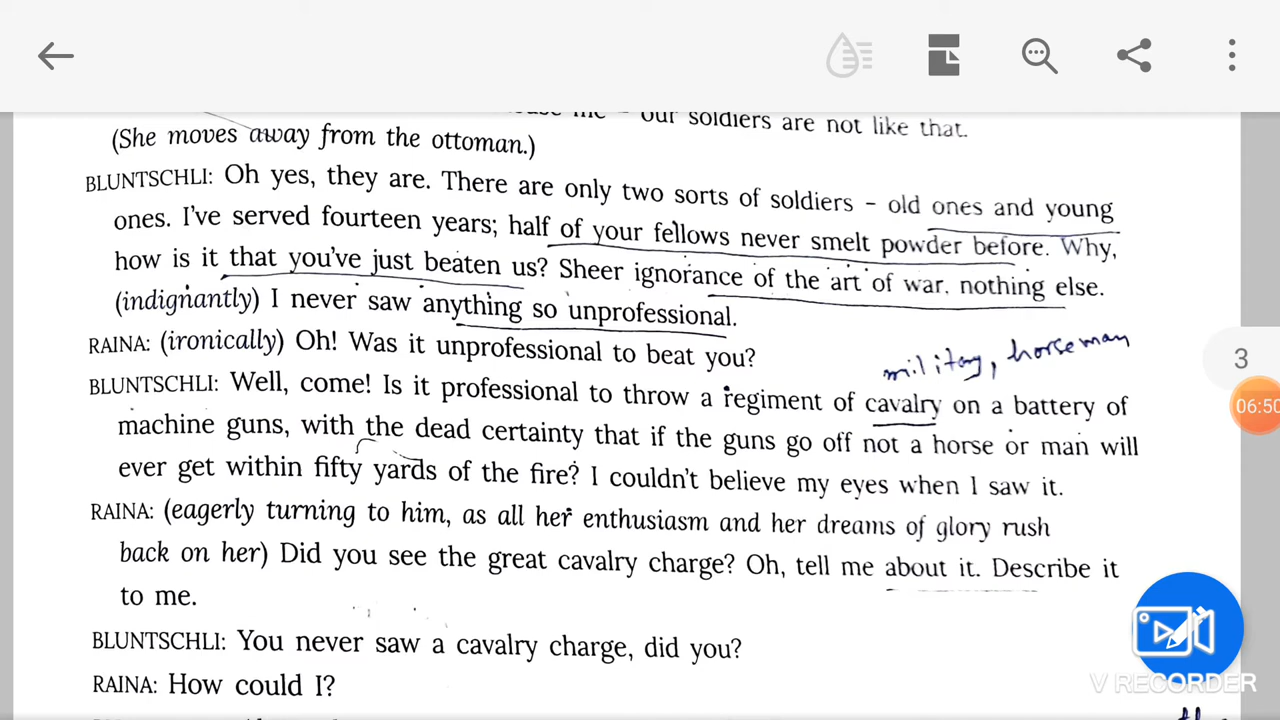 our soldiers are not like that.
(She moves away from the ottoman.)
BLUNTSCHLI: Oh yes, they are. There are only two sorts of soldiers – old ones and young
ones. I've served fourteen years; half of your fellows never smelt powder before. Why,
how is it that you've just beaten us? Sheer ignorance of the art of war, nothing else.
(indignantly) I never saw anything so unprofessional.
RAINA: (ironically) Oh! Was it unprofessional to beat you?
military, horseman
3
BLUNTSCHLI: Well, come! Is it professional to throw a regiment of cavalry on a battery of
06:50
machine guns, with the dead certainty that if the guns go off not a horse or man will
ever get within fifty yards of the fire? I couldn't believe my eyes when I saw it.
RAINA: (eagerly turning to him, as all her enthusiasm and her dreams of glory rush
back on her) Did you see the great cavalry charge? Oh, tell me about it. Describe it
to me.
BLUNTSCHLI: You never saw a cavalry charge, did you?
RAINA: How could I?
V RECORDER